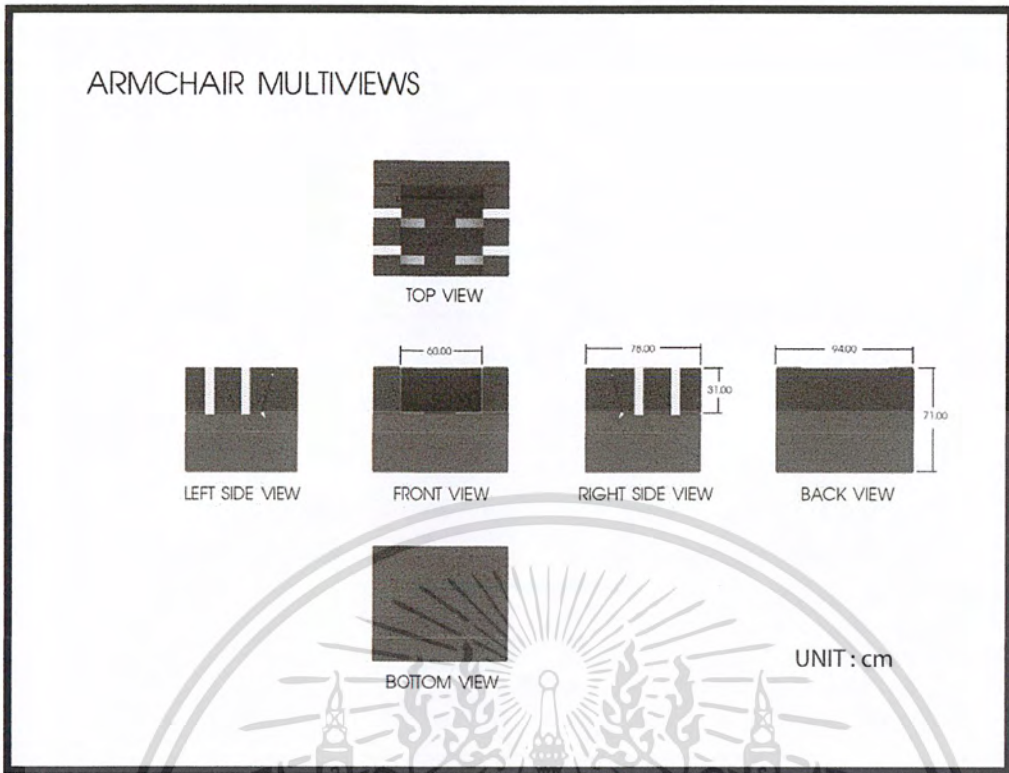 ARMCHAIR MULTIVIEWS
TOP VIEW
60.00
78.00
31.00
94.00
71.00
LEFT SIDE VIEW
FRONT VIEW
RIGHT SIDE VIEW
BACK VIEW
BOTTOM VIEW
UNIT : cm